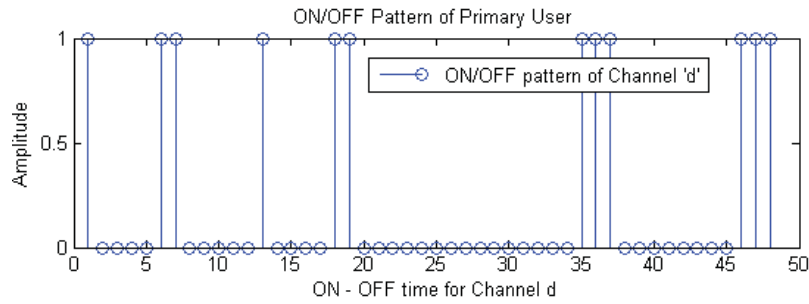 ON/OFF Pattern of Primary User
1
ON/OFF pattern of Channel 'd'
Amplitude
0.5
0
0 5 10 15 20 25 30 35 40 45 50
ON - OFF time for Channel d